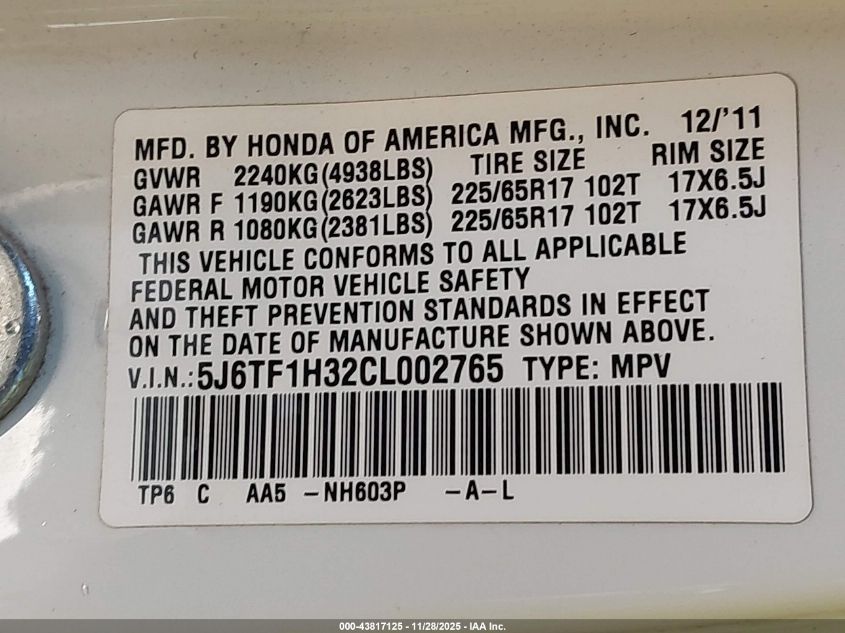 MFD. BY HONDA OF AMERICA MFG., INC. 12/'11
GVWR 2240KG(4938LBS) TIRE SIZE RIM SIZE
GAWR F 1190KG(2623LBS) 225/65R17 102T 17X6.5J
GAWR R 1080KG(2381LBS) 225/65R17 102T 17X6.5J
THIS VEHICLE CONFORMS TO ALL APPLICABLE
FEDERAL MOTOR VEHICLE SAFETY
AND THEFT PREVENTION STANDARDS IN EFFECT
ON THE DATE OF MANUFACTURE SHOWN ABOVE.
V.I.N.: 5J6TF1H32CL002765 TYPE: MPV
TP6 C AA5 -NH603P -A-L
000-43817125 - 11/28/2025 - IAA Inc.